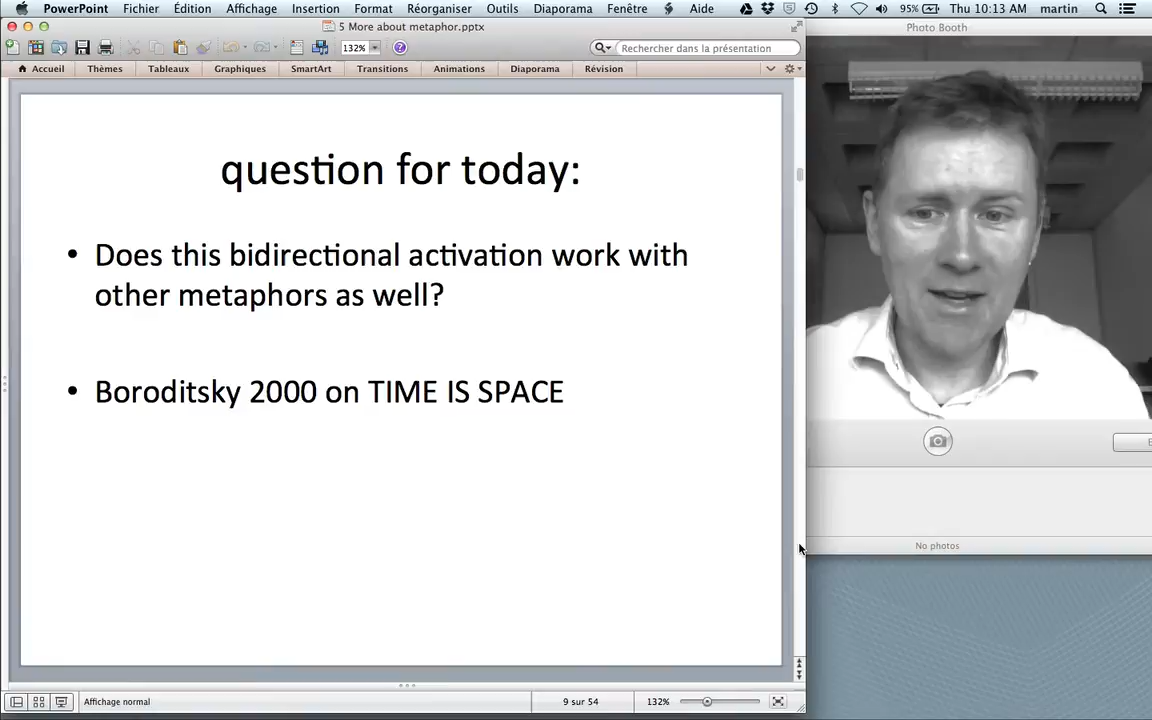 PowerPoint Fichier Édition Affichage Insertion Format Réorganiser Outils Diaporama Fenêtre Aide 95% Thu 10:13 AM martin
5 More about metaphor.pptx
Photo Booth
132% Rechercher dans la présentation
Accueil Thèmes Tableaux Graphiques SmartArt Transitions Animations Diaporama Révision
question for today:
• Does this bidirectional activation work with
other metaphors as well?
• Boroditsky 2000 on TIME IS SPACE
No photos
Affichage normal 9 sur 54 132%